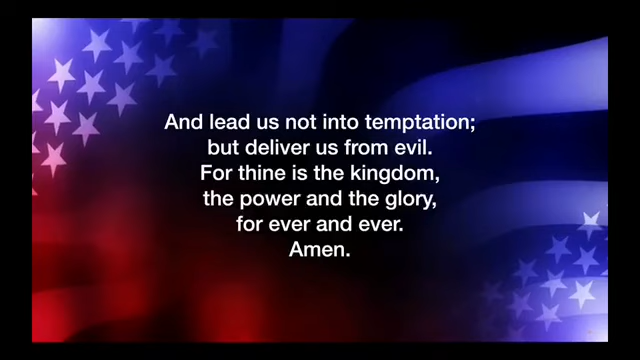 And lead us not into temptation;
but deliver us from evil.
For thine is the kingdom,
the power and the glory,
for ever and ever.
Amen.